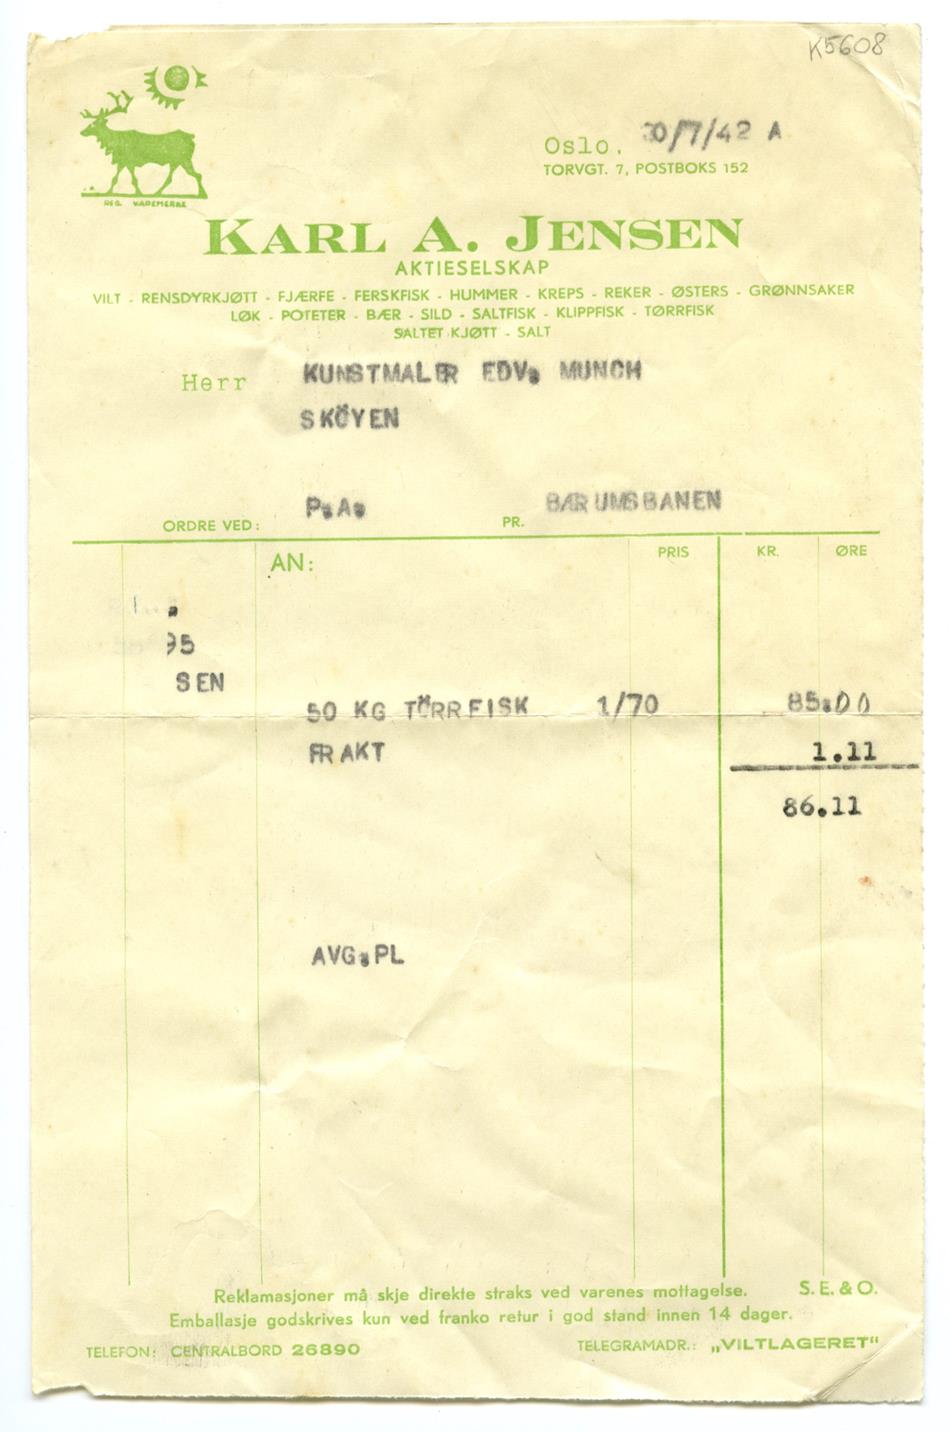 K5608
Oslo, 30/7/42 A
TORVGT. 7, POSTBOKS 152
REG. VAREMERKE
KARL A. JENSEN
AKTIESELSKAP
VILT - RENSDYRKJØTT - FJÆRFE - FERSKFISK - HUMMER - KREPS - REKER - ØSTERS - GRØNNSAKER
LØK - POTETER - BÆR - SILD - SALTFISK - KLIPPFISK - TØRRFISK
SALTET KJØTT - SALT
Herr KUNSTMALER EDV. MUNCH
SKÖYEN
ORDRE VED: P.A. PR. BÆRUMSBANEN
AN: PRIS KR. ØRE
95
SEN
50 KG TÖRRFISK 1/70 85.00
FRAKT 1.11
86.11
AVG.PL
Reklamasjoner må skje direkte straks ved varenes mottagelse. S. E. & O.
Emballasje godskrives kun ved franko retur i god stand innen 14 dager.
TELEFON: CENTRALBORD 26890 TELEGRAMADR.: „VILTLAGERET"